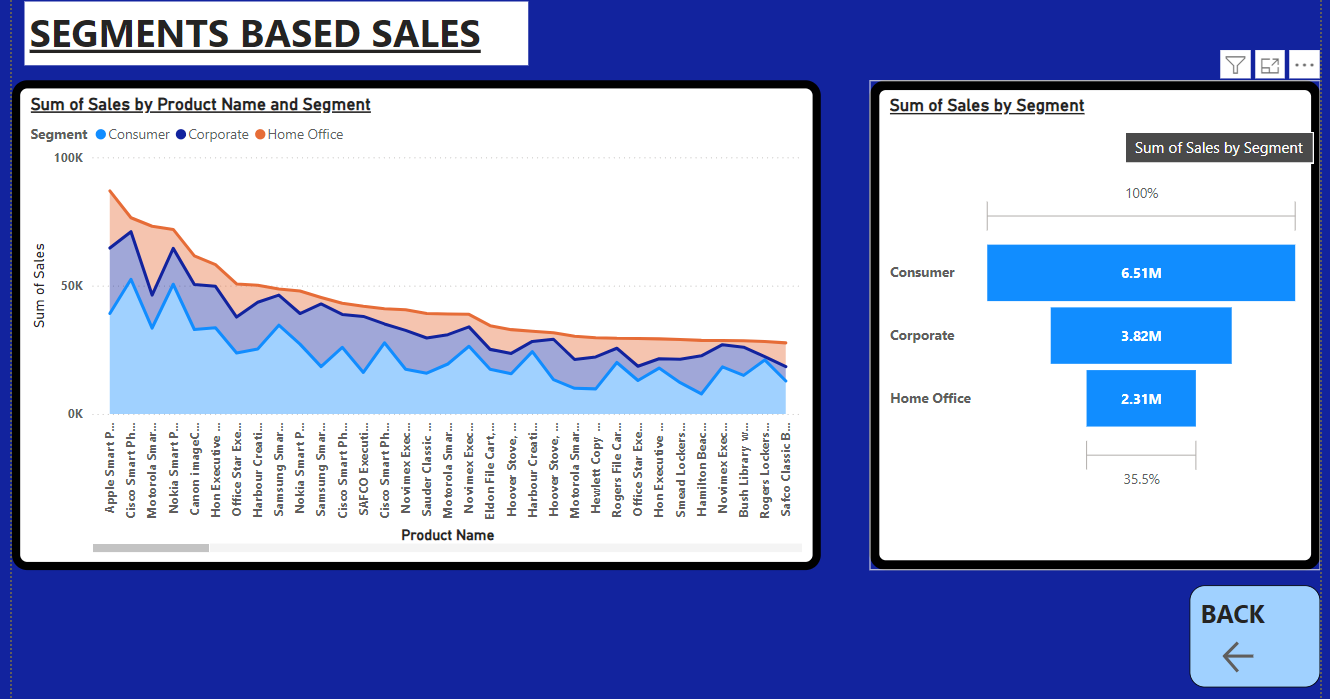 SEGMENTS BASED SALES
Sum of Sales by Product Name and Segment
Segment Consumer Corporate Home Office
100K
50K
0K
Sum of Sales
Apple Smart P...
Cisco Smart Ph...
Motorola Smar...
Nokia Smart P...
Canon imageC...
Hon Executive ...
Office Star Exe...
Harbour Creati...
Samsung Smar...
Nokia Smart P...
Samsung Smar...
Cisco Smart Ph...
SAFCO Executi...
Cisco Smart Ph...
Novimex Exec...
Sauder Classic ...
Motorola Smar...
Novimex Exec...
Eldon File Cart,...
Hoover Stove, ...
Harbour Creati...
Hoover Stove, ...
Motorola Smar...
Hewlett Copy ...
Rogers File Car...
Office Star Exe...
Hon Executive ...
Smead Lockers...
Hamilton Beac...
Novimex Exec...
Bush Library w...
Rogers Lockers...
Safco Classic B...
Product Name
Sum of Sales by Segment
Sum of Sales by Segment
100%
Consumer 6.51M
Corporate 3.82M
Home Office 2.31M
35.5%
BACK